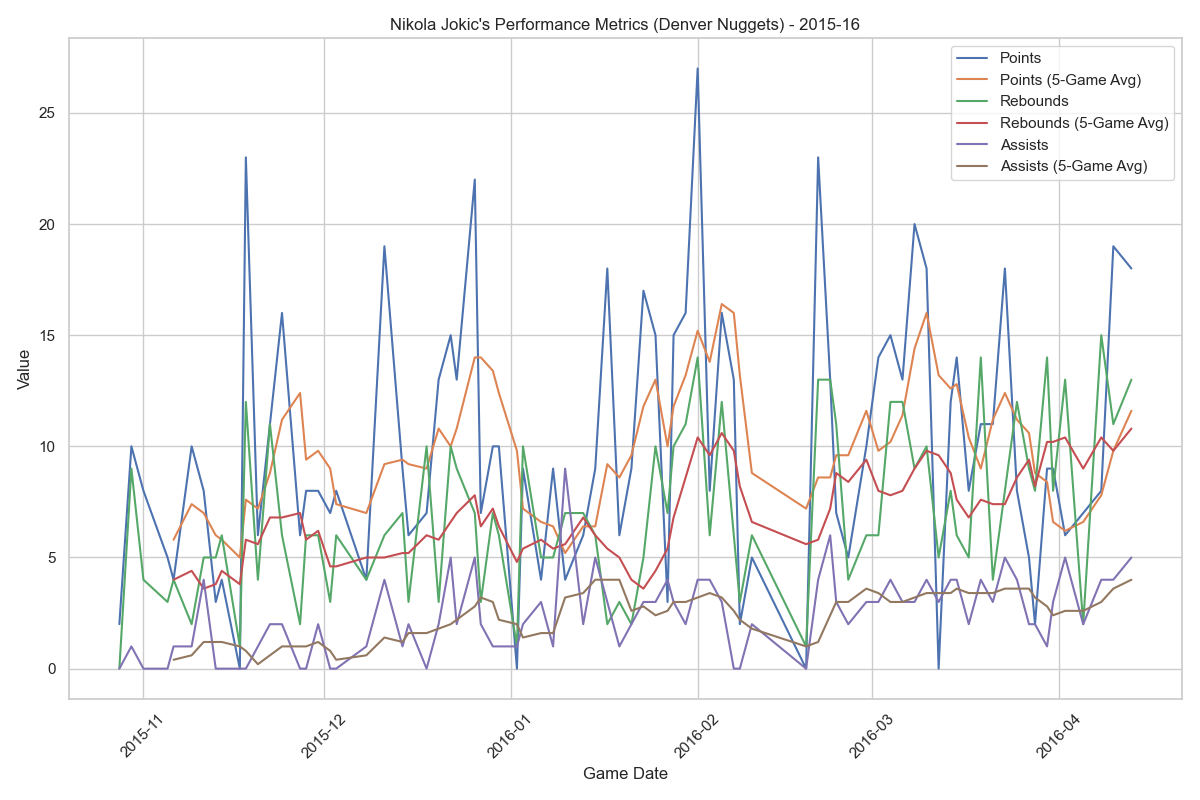 Nikola Jokic's Performance Metrics (Denver Nuggets) - 2015-16
Points
Points (5-Game Avg)
Rebounds
Rebounds (5-Game Avg)
Assists
Assists (5-Game Avg)
Value
25
20
15
10
5
0
2015-11
2015-12
2016-01
2016-02
2016-03
2016-04
Game Date